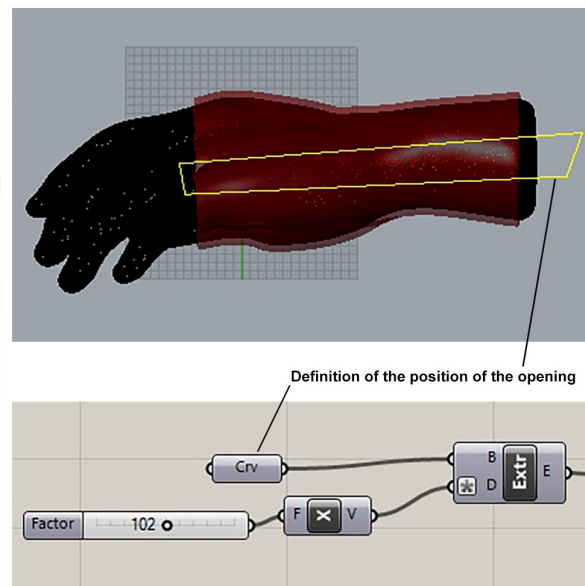 Definition of the position of the opening
Crv
B
D
Extr
E
Factor
102
F
X
V